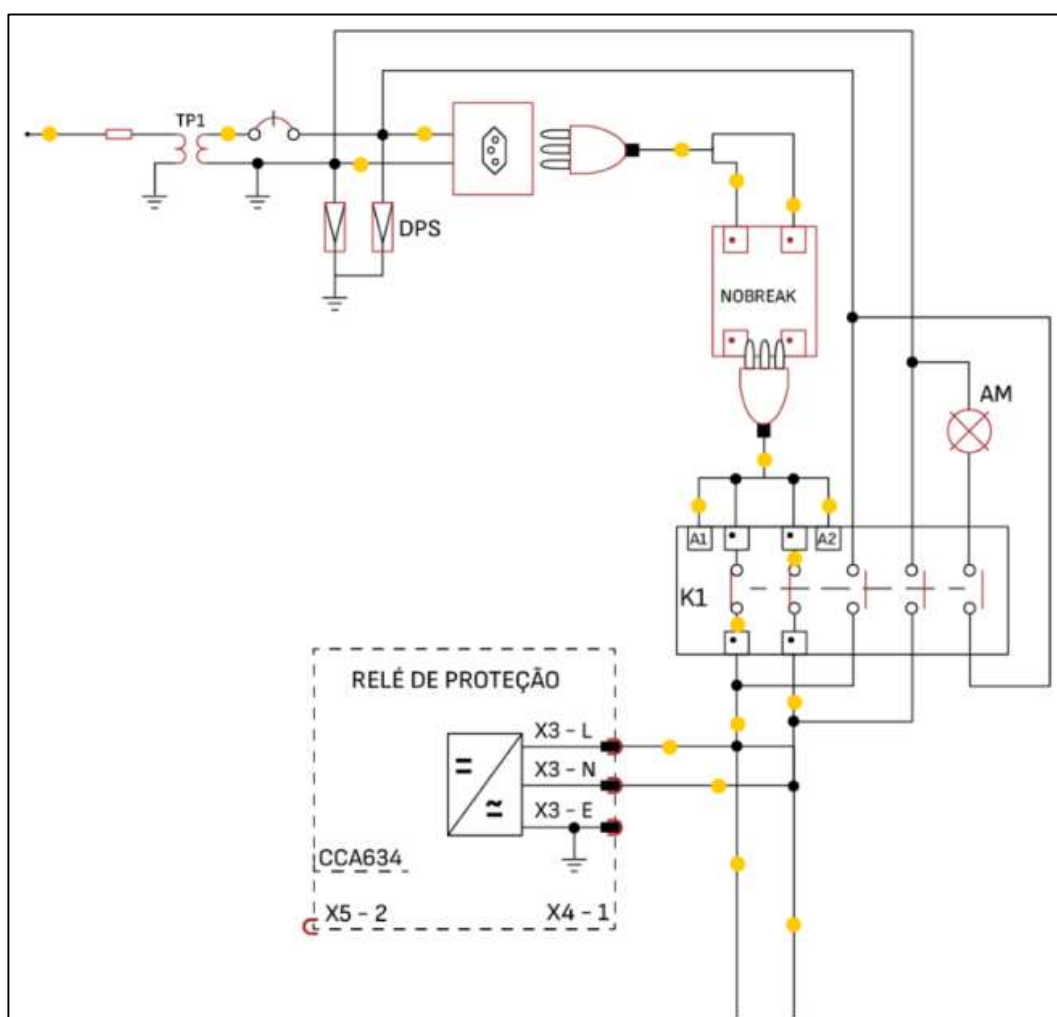 TP1
DPS
NOBREAK
AM
A1
A2
K1
RELÉ DE PROTEÇÃO
X3 - L
X3 - N
X3 - E
CCA634
X5 - 2
X4 - 1